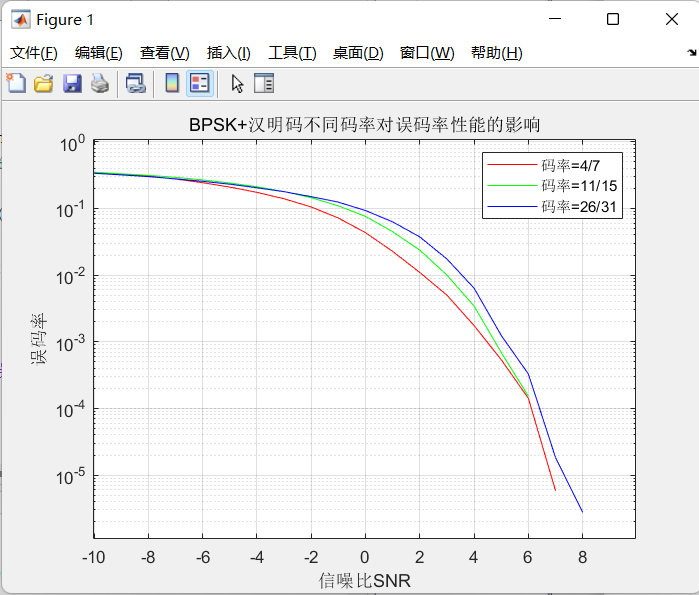 Figure 1
文件(F) 编辑(E) 查看(V) 插入(I) 工具(T) 桌面(D) 窗口(W) 帮助(H)
BPSK+汉明码不同码率对误码率性能的影响
码率=4/7
码率=11/15
码率=26/31
10^0
10^-1
10^-2
10^-3
10^-4
10^-5
误码率
-10 -8 -6 -4 -2 0 2 4 6 8
信噪比SNR